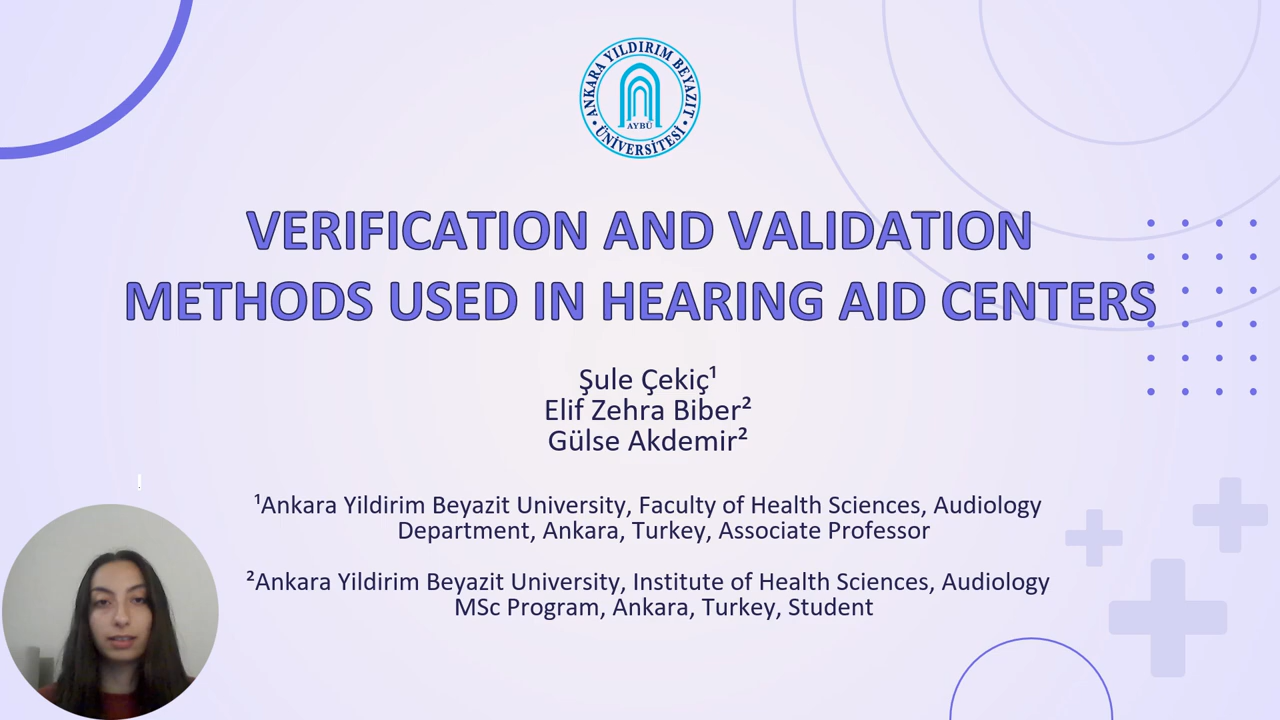 ANKARA YILDIRIM BEYAZIT
ÜNİVERSİTESİ
AYBÜ
VERIFICATION AND VALIDATION
METHODS USED IN HEARING AID CENTERS
Şule Çekiç¹
Elif Zehra Biber²
Gülse Akdemir²
¹Ankara Yildirim Beyazit University, Faculty of Health Sciences, Audiology
Department, Ankara, Turkey, Associate Professor
²Ankara Yildirim Beyazit University, Institute of Health Sciences, Audiology
MSc Program, Ankara, Turkey, Student